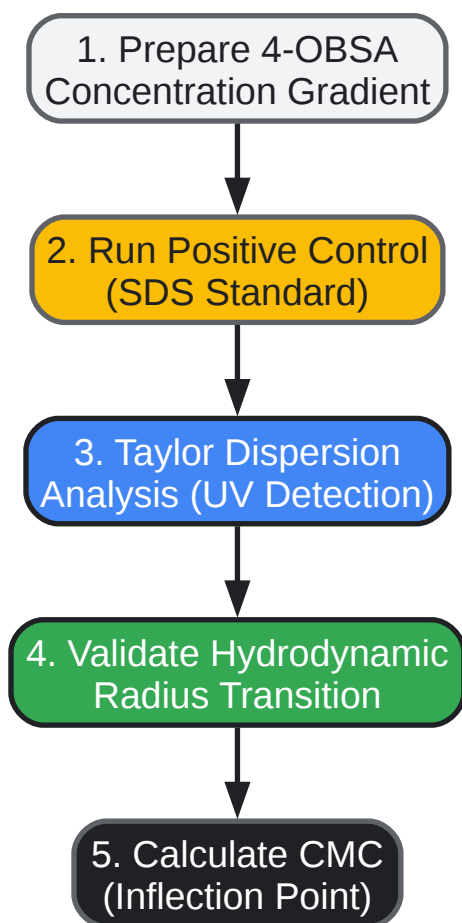 1. Prepare 4-OBSA
Concentration Gradient
2. Run Positive Control
(SDS Standard)
3. Taylor Dispersion
Analysis (UV Detection)
4. Validate Hydrodynamic
Radius Transition
5. Calculate CMC
(Inflection Point)